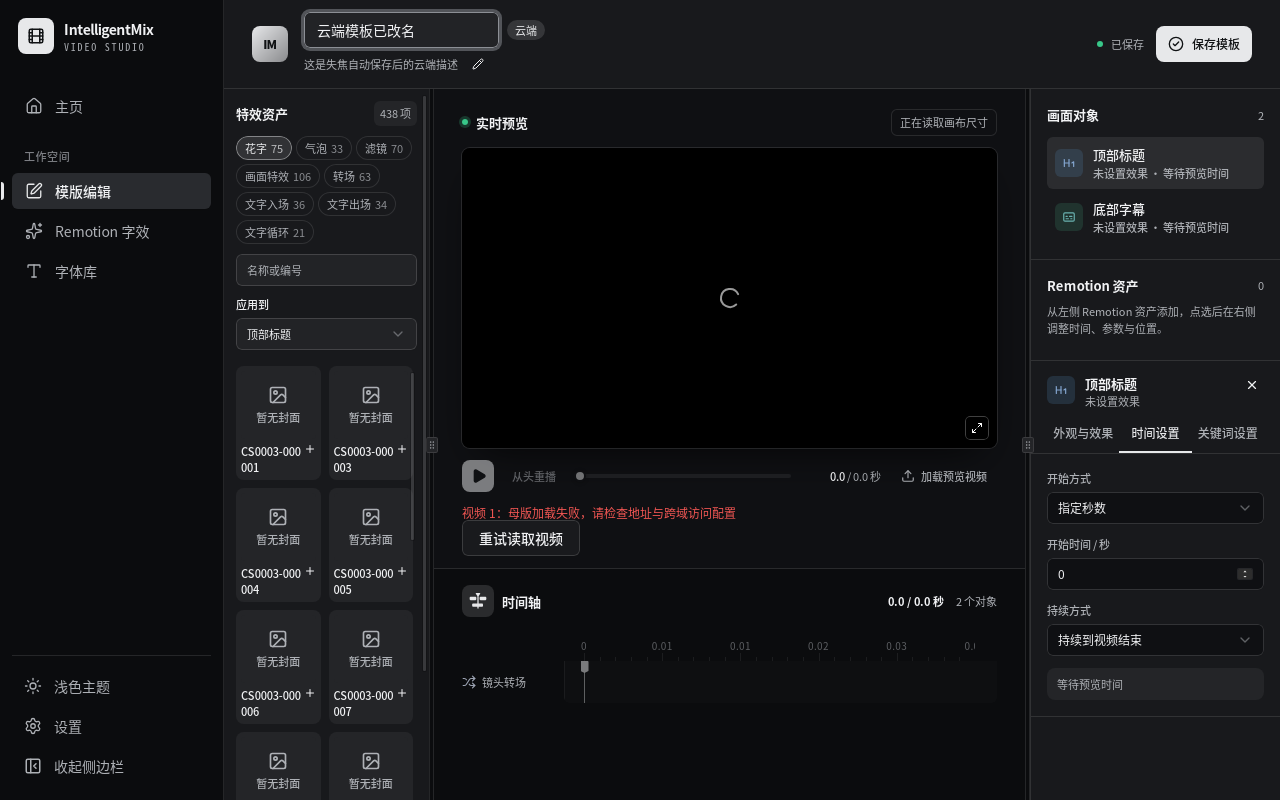 IntelligentMix
VIDEO STUDIO
主页
工作空间
模版编辑
Remotion 字效
字体库
浅色主题
设置
收起侧边栏
IM
云端模板已改名
云端
这是失焦自动保存后的云端描述
已保存
保存模板
特效资产
438 项
花字 75
气泡 33
滤镜 70
画面特效 106
转场 63
文字入场 36
文字出场 34
文字循环 21
名称或编号
应用到
顶部标题
暂无封面
暂无封面
CS0003-000
001
CS0003-000
003
暂无封面
暂无封面
CS0003-000
004
CS0003-000
005
暂无封面
暂无封面
CS0003-000
006
CS0003-000
007
暂无封面
暂无封面
实时预览
正在读取画布尺寸
从头重播
0.0 / 0.0 秒
加载预览视频
视频 1：母版加载失败，请检查地址与跨域访问配置
重试读取视频
时间轴
0.0 / 0.0 秒
2 个对象
0 0.01 0.01 0.02 0.03
镜头转场
画面对象
2
H1
顶部标题
未设置效果 · 等待预览时间
底部字幕
未设置效果 · 等待预览时间
Remotion 资产
0
从左侧 Remotion 资产添加，点选后在右侧
调整时间、参数与位置。
H1
顶部标题
未设置效果
外观与效果
时间设置
关键词设置
开始方式
指定秒数
开始时间 / 秒
0
持续方式
持续到视频结束
等待预览时间